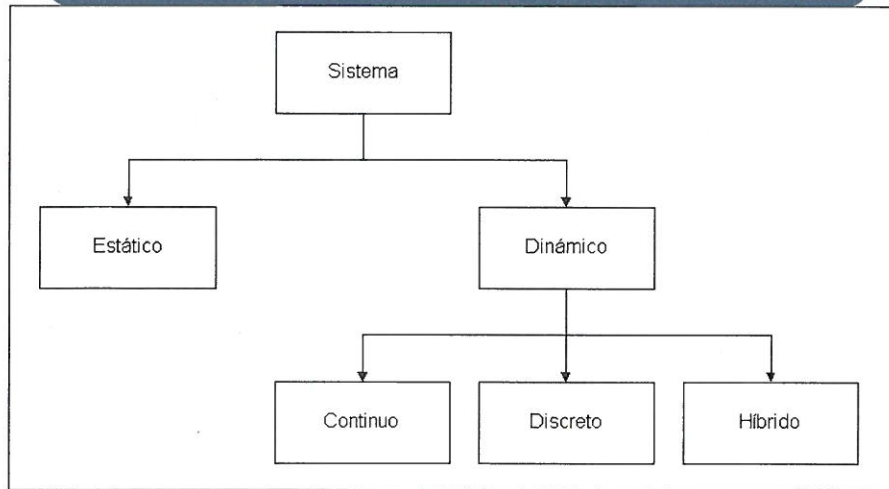 Sistema
Estático
Dinámico
Continuo
Discreto
Híbrido